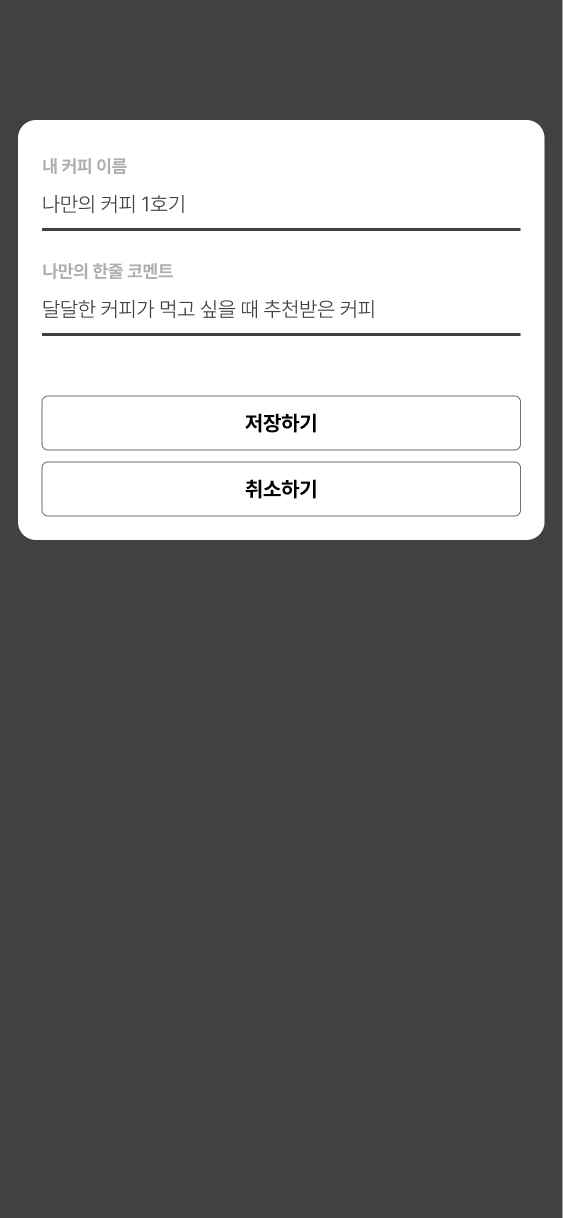 내 커피 이름
나만의 커피 1호기
나만의 한줄 코멘트
달달한 커피가 먹고 싶을 때 추천받은 커피
저장하기
취소하기